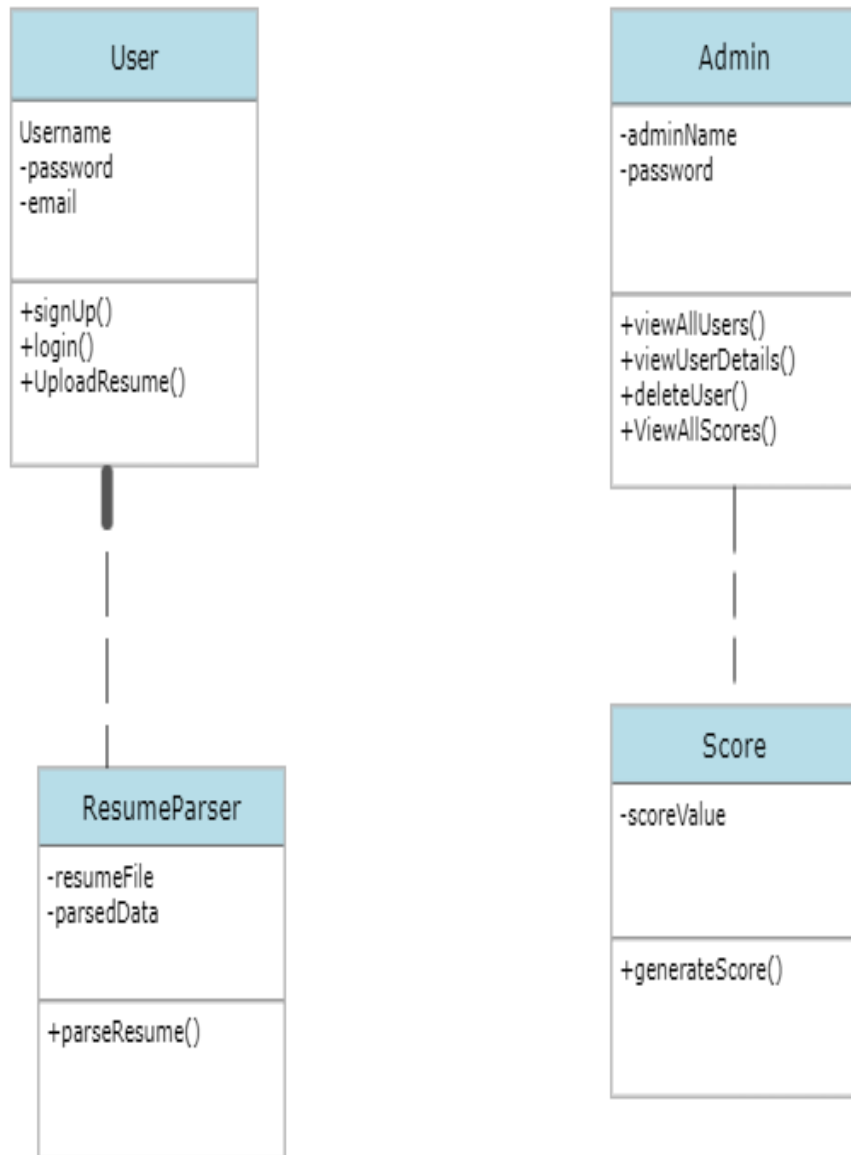 User
Username
-password
-email
+signUp()
+login()
+UploadResume()
Admin
-adminName
-password
+viewAllUsers()
+viewUserDetails()
+deleteUser()
+ViewAllScores()
ResumeParser
-resumeFile
-parsedData
+parseResume()
Score
-scoreValue
+generateScore()